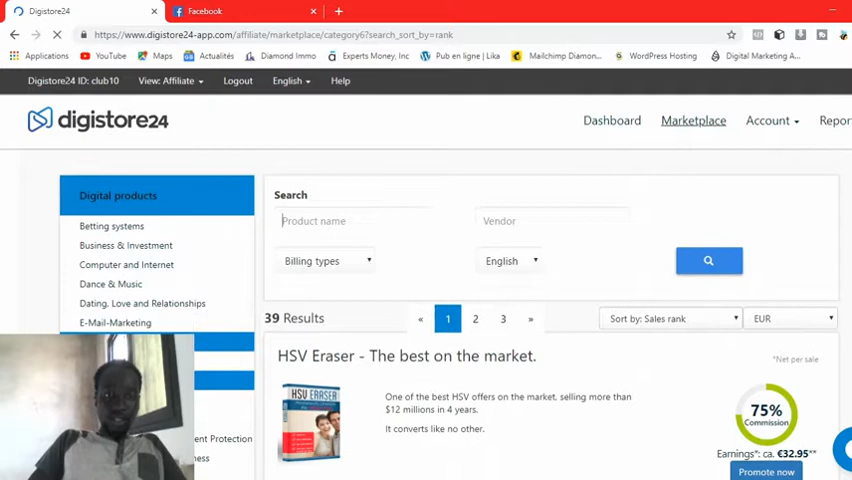 Digistore24
Facebook
https://www.digistore24-app.com/affiliate/marketplace/category6?search_sort_by=rank
Applications
YouTube
Maps
Actualités
Diamond Immo
Experts Money, Inc
Pub en ligne | Lika
Mailchimp Diamon...
WordPress Hosting
Digital Marketing A...
Digistore24 ID: club10
View: Affiliate
Logout
English
Help
digistore24
Dashboard
Marketplace
Account
Repor
Digital products
Betting systems
Business & Investment
Computer and Internet
Dance & Music
Dating, Love and Relationships
E-Mail-Marketing
nt Protection
ness
Search
Product name
Vendor
Billing types
English
39 Results
« 1 2 3 »
Sort by: Sales rank
EUR
HSV Eraser - The best on the market.
*Net per sale
HSV ERASER
One of the best HSV offers on the market, selling more than
$12 millions in 4 years.
It converts like no other.
75%
Commission
Earnings*: ca. €32.95**
Promote now